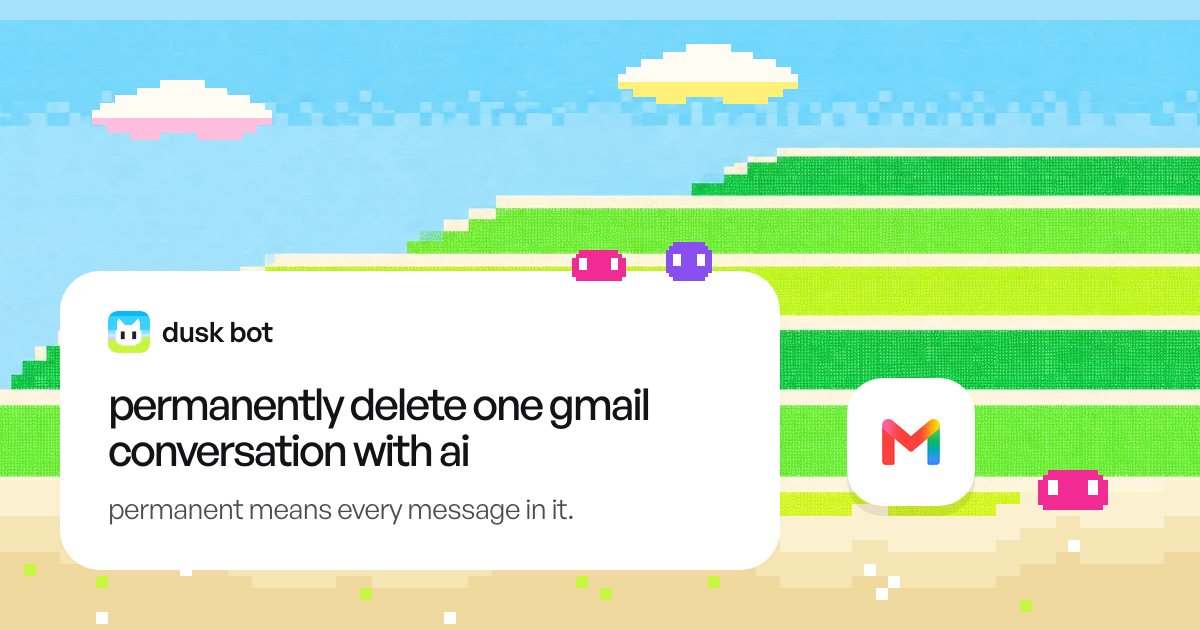 dusk bot
permanently delete one gmail
conversation with ai
permanent means every message in it.